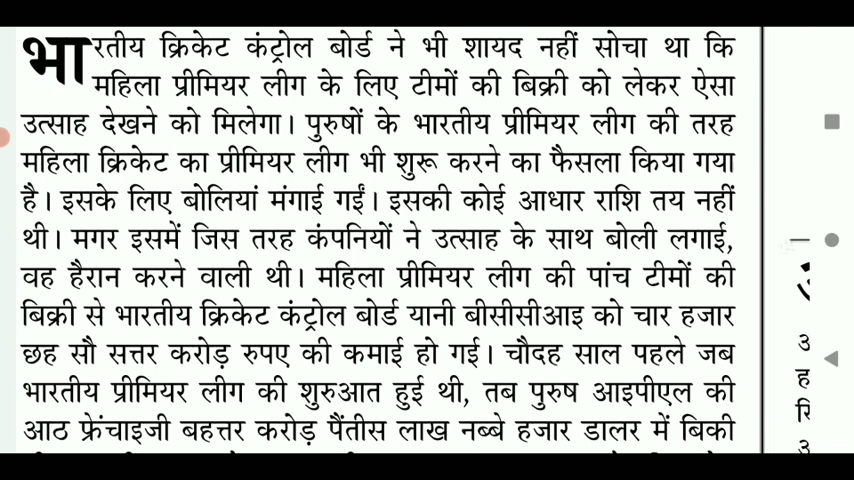 भारतीय क्रिकेट कंट्रोल बोर्ड ने भी शायद नहीं सोचा था कि
महिला प्रीमियर लीग के लिए टीमों की बिक्री को लेकर ऐसा
उत्साह देखने को मिलेगा। पुरुषों के भारतीय प्रीमियर लीग की तरह
महिला क्रिकेट का प्रीमियर लीग भी शुरू करने का फैसला किया गया
है। इसके लिए बोलियां मंगाई गईं। इसकी कोई आधार राशि तय नहीं
थी। मगर इसमें जिस तरह कंपनियों ने उत्साह के साथ बोली लगाई,
वह हैरान करने वाली थी। महिला प्रीमियर लीग की पांच टीमों की
बिक्री से भारतीय क्रिकेट कंट्रोल बोर्ड यानी बीसीसीआइ को चार हजार
छह सौ सत्तर करोड़ रुपए की कमाई हो गई। चौदह साल पहले जब
भारतीय प्रीमियर लीग की शुरुआत हुई थी, तब पुरुष आइपीएल की
आठ फ्रेंचाइजी बहत्तर करोड़ पैंतीस लाख नब्बे हजार डालर में बिकी